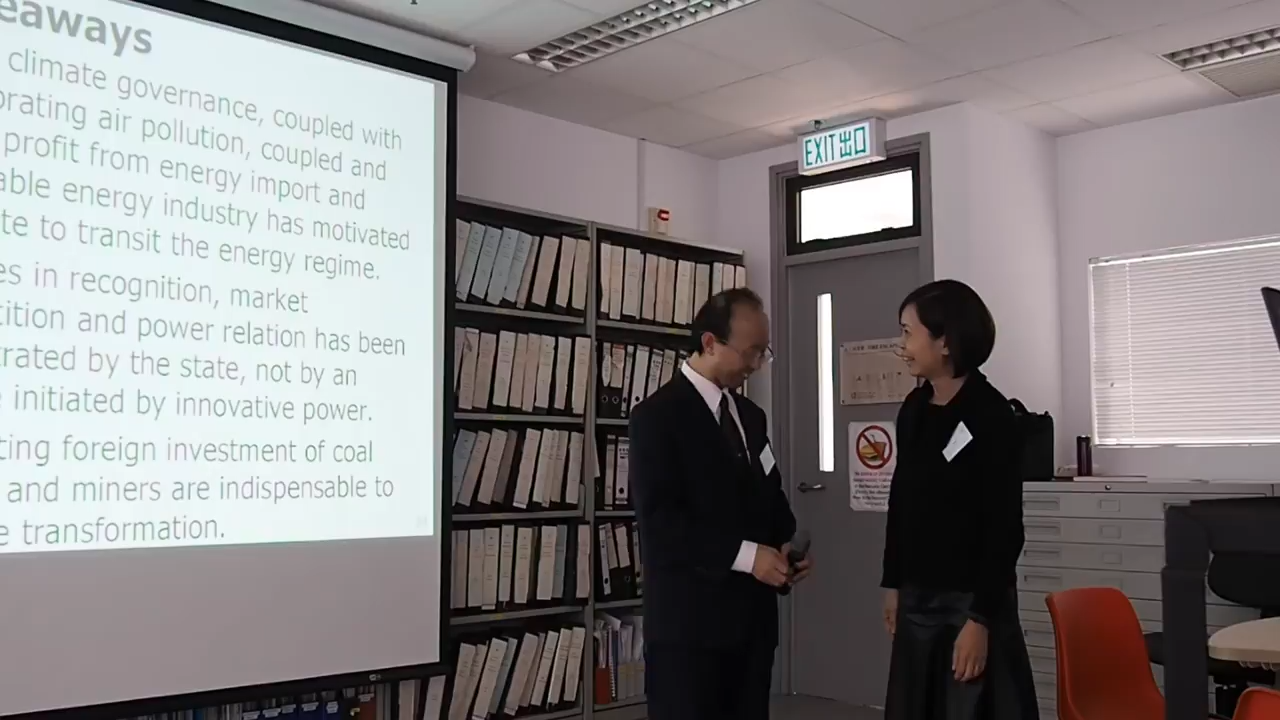 eaways
climate governance, coupled with
orating air pollution, coupled and
profit from energy import and
able energy industry has motivated
te to transit the energy regime.
es in recognition, market
tition and power relation has been
trated by the state, not by an
e initiated by innovative power.
ting foreign investment of coal
and miners are indispensable to
e transformation.
EXIT出口